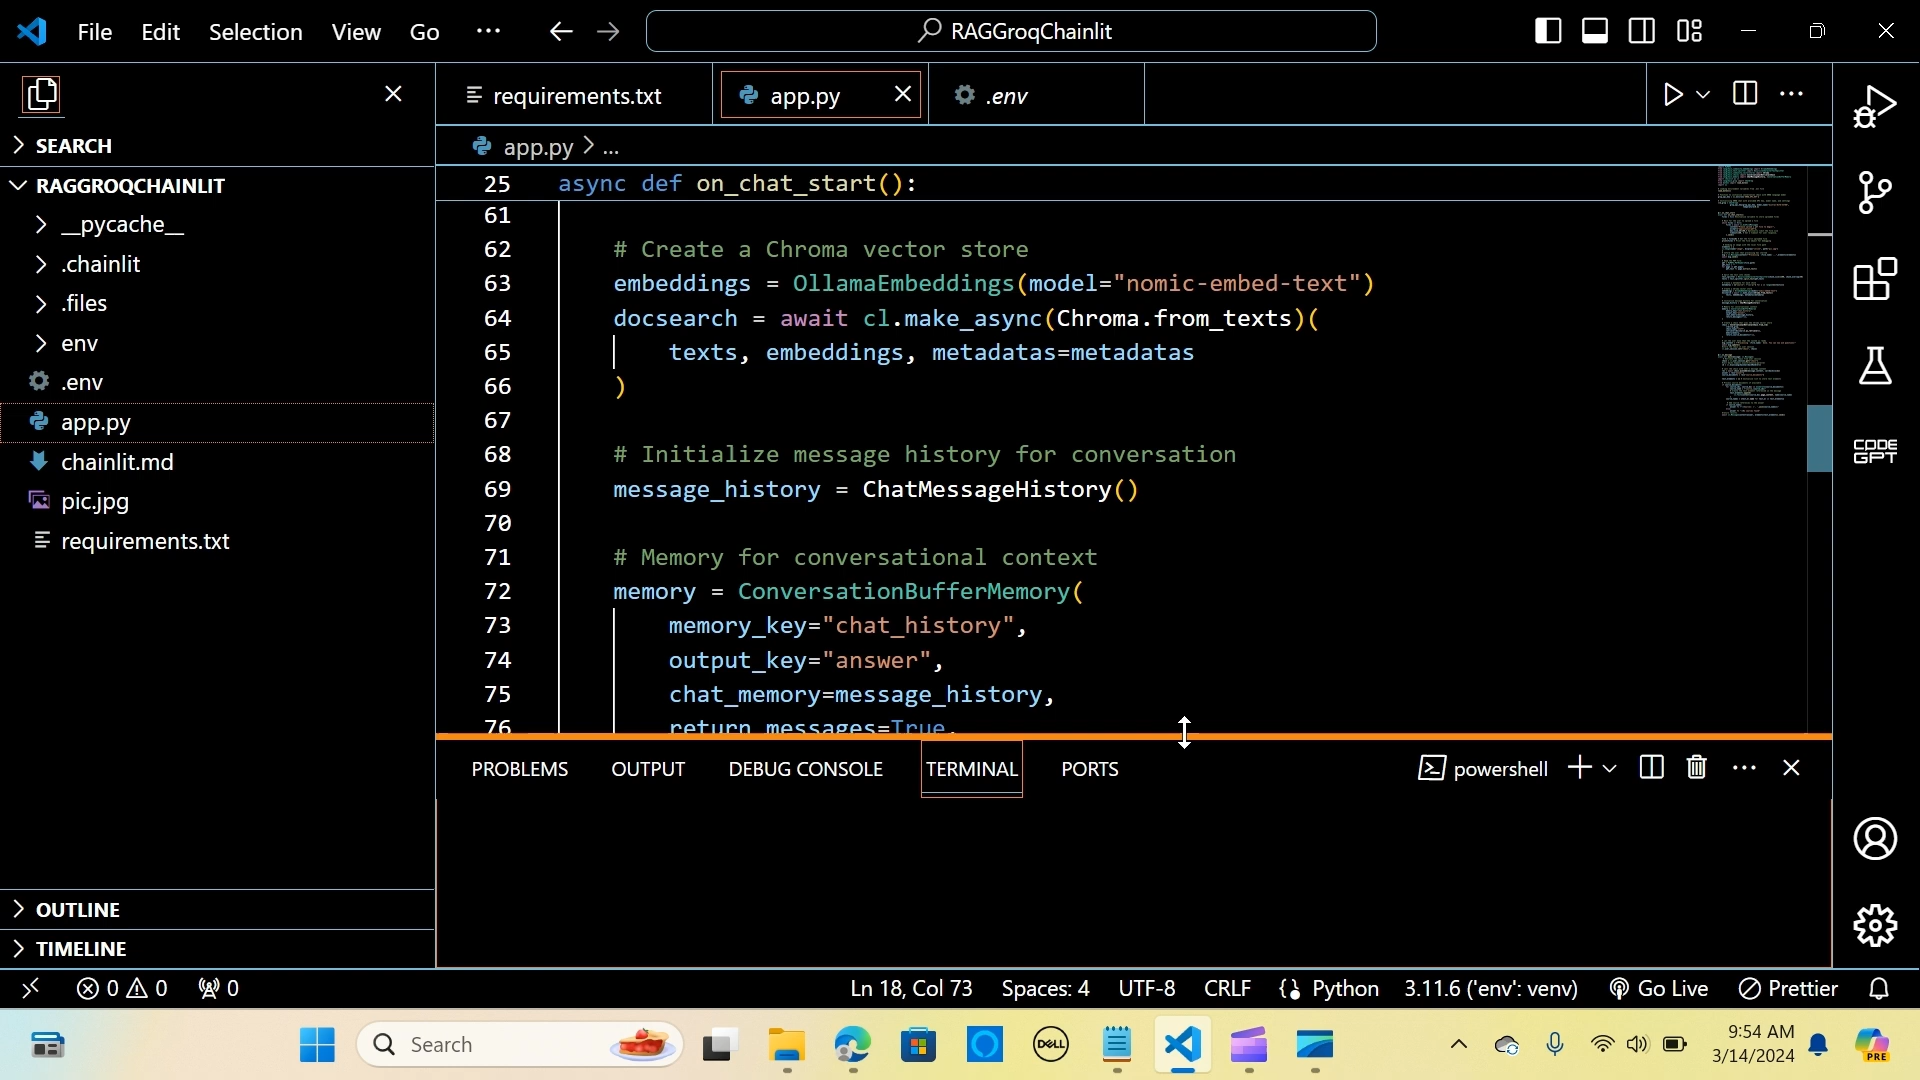 File Edit Selection View Go ··· RAGGroqChainlit
requirements.txt app.py .env
app.py > ...
SEARCH
RAGGROQCHAINLIT
__pycache__
.chainlit
.files
env
.env
app.py
chainlit.md
pic.jpg
requirements.txt
OUTLINE
TIMELINE
25 async def on_chat_start():
61
62 # Create a Chroma vector store
63 embeddings = OllamaEmbeddings(model="nomic-embed-text")
64 docsearch = await cl.make_async(Chroma.from_texts)(
65 texts, embeddings, metadatas=metadatas
66 )
67
68 # Initialize message history for conversation
69 message_history = ChatMessageHistory()
70
71 # Memory for conversational context
72 memory = ConversationBufferMemory(
73 memory_key="chat_history",
74 output_key="answer",
75 chat_memory=message_history,
76 return_messages=True,
CODE
GPT
PROBLEMS OUTPUT DEBUG CONSOLE TERMINAL PORTS powershell
0 0 0 Ln 18, Col 73 Spaces: 4 UTF-8 CRLF Python 3.11.6 ('env': venv) Go Live Prettier
Search
DELL
9:54 AM
3/14/2024
PRE